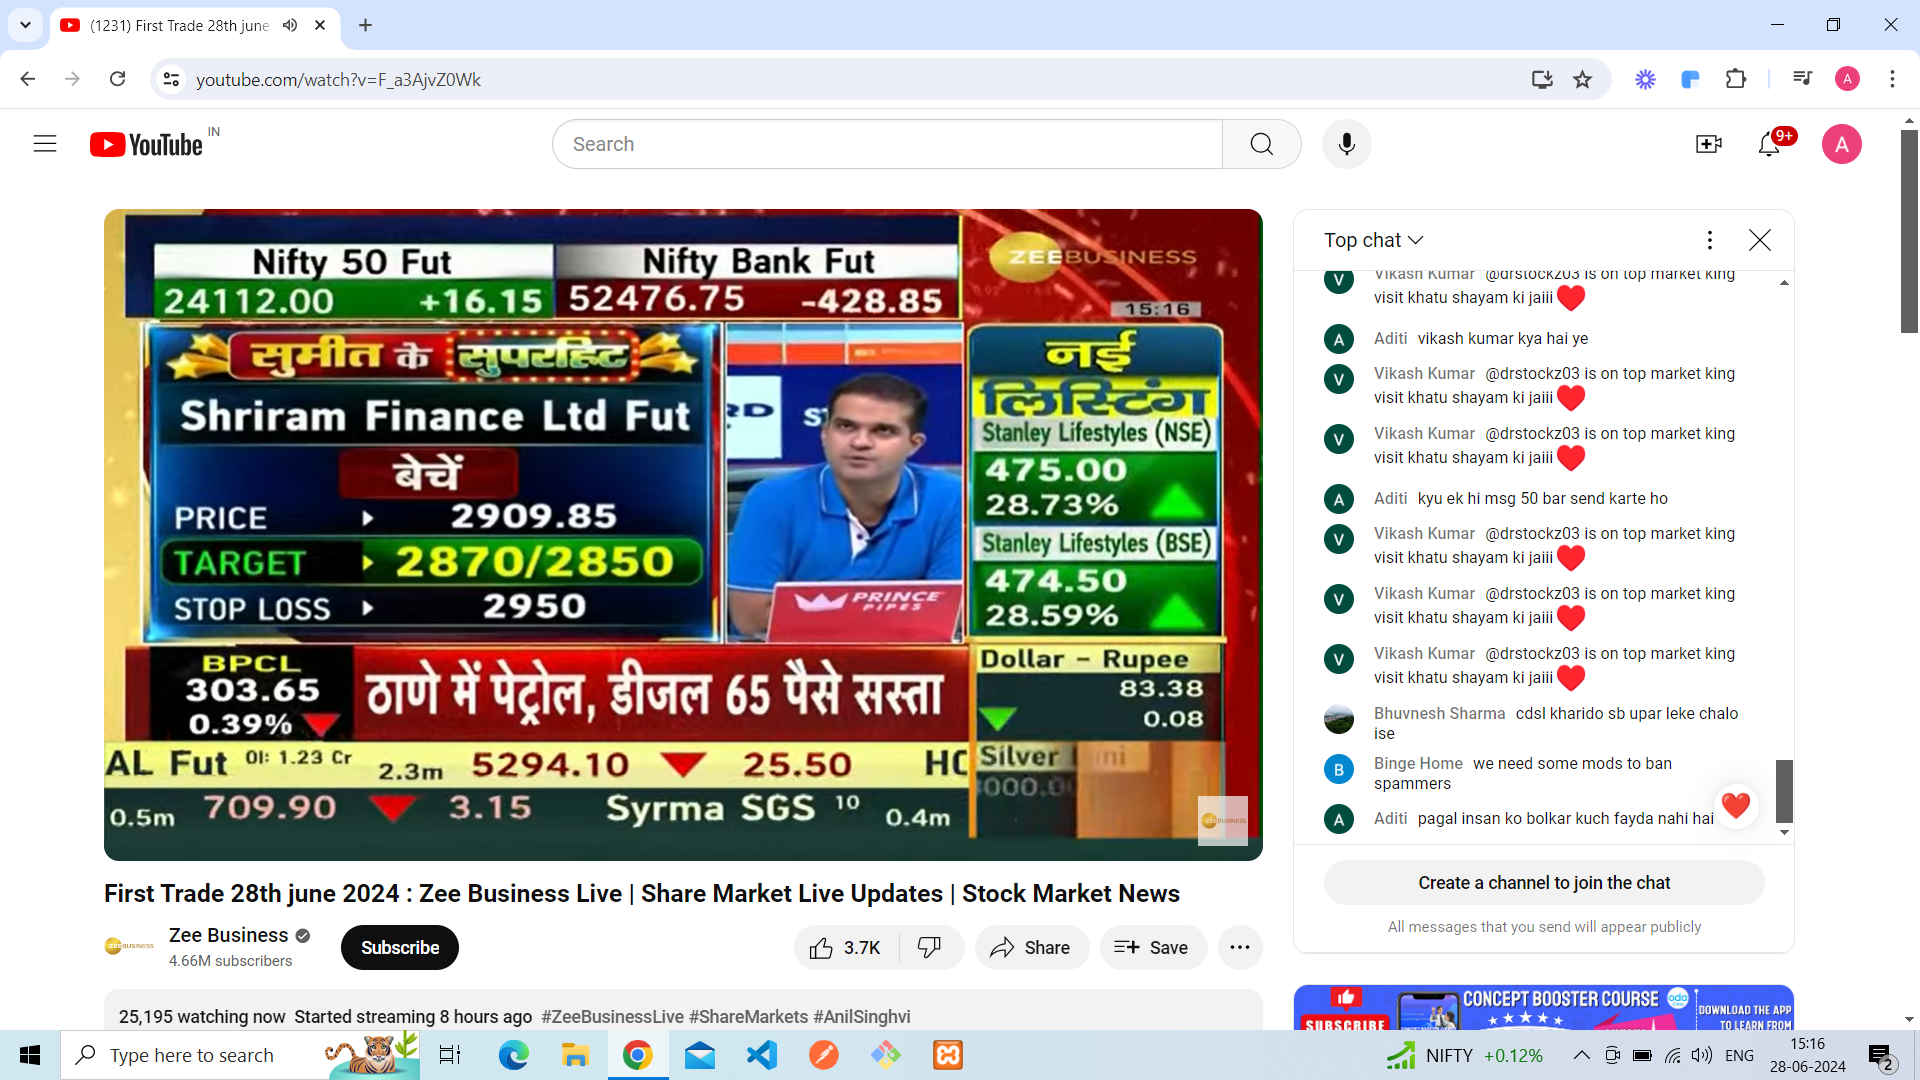 (1231) First Trade 28th june
youtube.com/watch?v=F_a3AjvZ0Wk
A
YouTube IN
Search
9+
A
Nifty 50 Fut
24112.00 +16.15
Nifty Bank Fut
52476.75 -428.85
ZEEBUSINESS
15:16
सुमीत के सुपरहिट
Shriram Finance Ltd Fut
बेचें
PRICE 2909.85
TARGET 2870/2850
STOP LOSS 2950
PRINCE
PIPES
नई
लिस्टिंग
Stanley Lifestyles (NSE)
475.00
28.73%
Stanley Lifestyles (BSE)
474.50
28.59%
BPCL
303.65
0.39%
ठाणे में पेट्रोल, डीजल 65 पैसे सस्ता
Dollar - Rupee
83.38
0.08
Silver
AL Fut OI: 1.23 Cr 2.3m 5294.10 25.50 HC
0.5m 709.90 3.15 Syrma SGS 10 0.4m
ZEEBUSINESS
First Trade 28th june 2024 : Zee Business Live | Share Market Live Updates | Stock Market News
ZEEBUSINESS
Zee Business
4.66M subscribers
Subscribe
3.7K
Share
Save
25,195 watching now Started streaming 8 hours ago #ZeeBusinessLive #ShareMarkets #AnilSinghvi
Top chat
V Vikash Kumar @drstockz03 is on top market king
visit khatu shayam ki jaiii
A Aditi vikash kumar kya hai ye
V Vikash Kumar @drstockz03 is on top market king
visit khatu shayam ki jaiii
V Vikash Kumar @drstockz03 is on top market king
visit khatu shayam ki jaiii
A Aditi kyu ek hi msg 50 bar send karte ho
V Vikash Kumar @drstockz03 is on top market king
visit khatu shayam ki jaiii
V Vikash Kumar @drstockz03 is on top market king
visit khatu shayam ki jaiii
V Vikash Kumar @drstockz03 is on top market king
visit khatu shayam ki jaiii
Bhuvnesh Sharma cdsl kharido sb upar leke chalo
ise
B Binge Home we need some mods to ban
spammers
A Aditi pagal insan ko bolkar kuch fayda nahi hai
Create a channel to join the chat
All messages that you send will appear publicly
SUBSCRIBE
CONCEPT BOOSTER COURSE
oda
DOWNLOAD THE APP
TO LEARN FROM
Type here to search
NIFTY +0.12%
ENG
15:16
28-06-2024
2